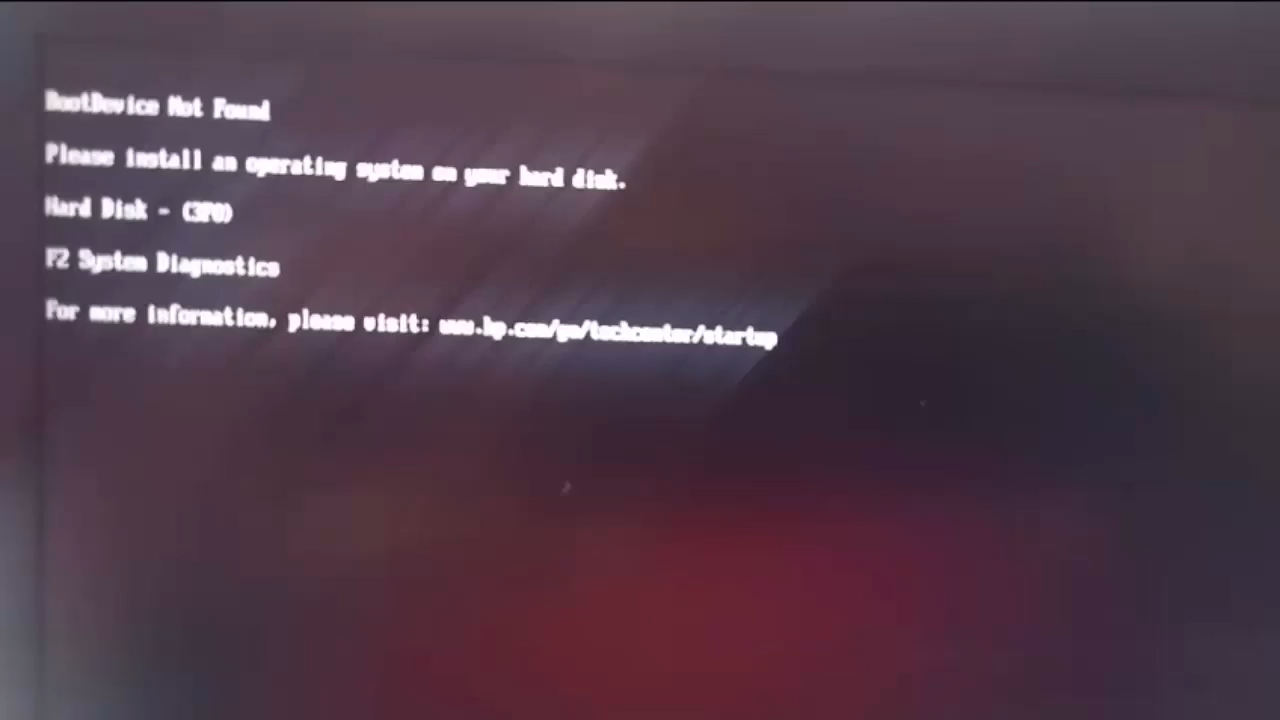 BootDevice Not Found
Please install an operating system on your hard disk.
Hard Disk - (3F0)
F2 System Diagnostics
For more information, please visit: www.hp.com/go/techcenter/startup